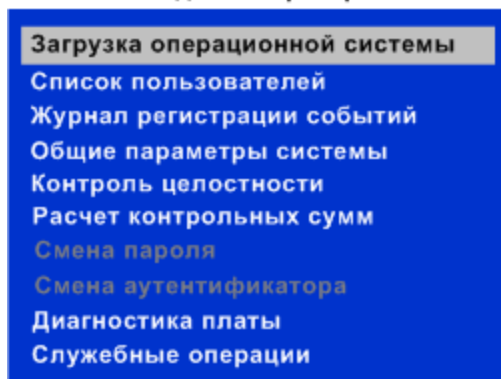 Загрузка операционной системы
Список пользователей
Журнал регистрации событий
Общие параметры системы
Контроль целостности
Расчет контрольных сумм
Смена пароля
Смена аутентификатора
Диагностика платы
Служебные операции